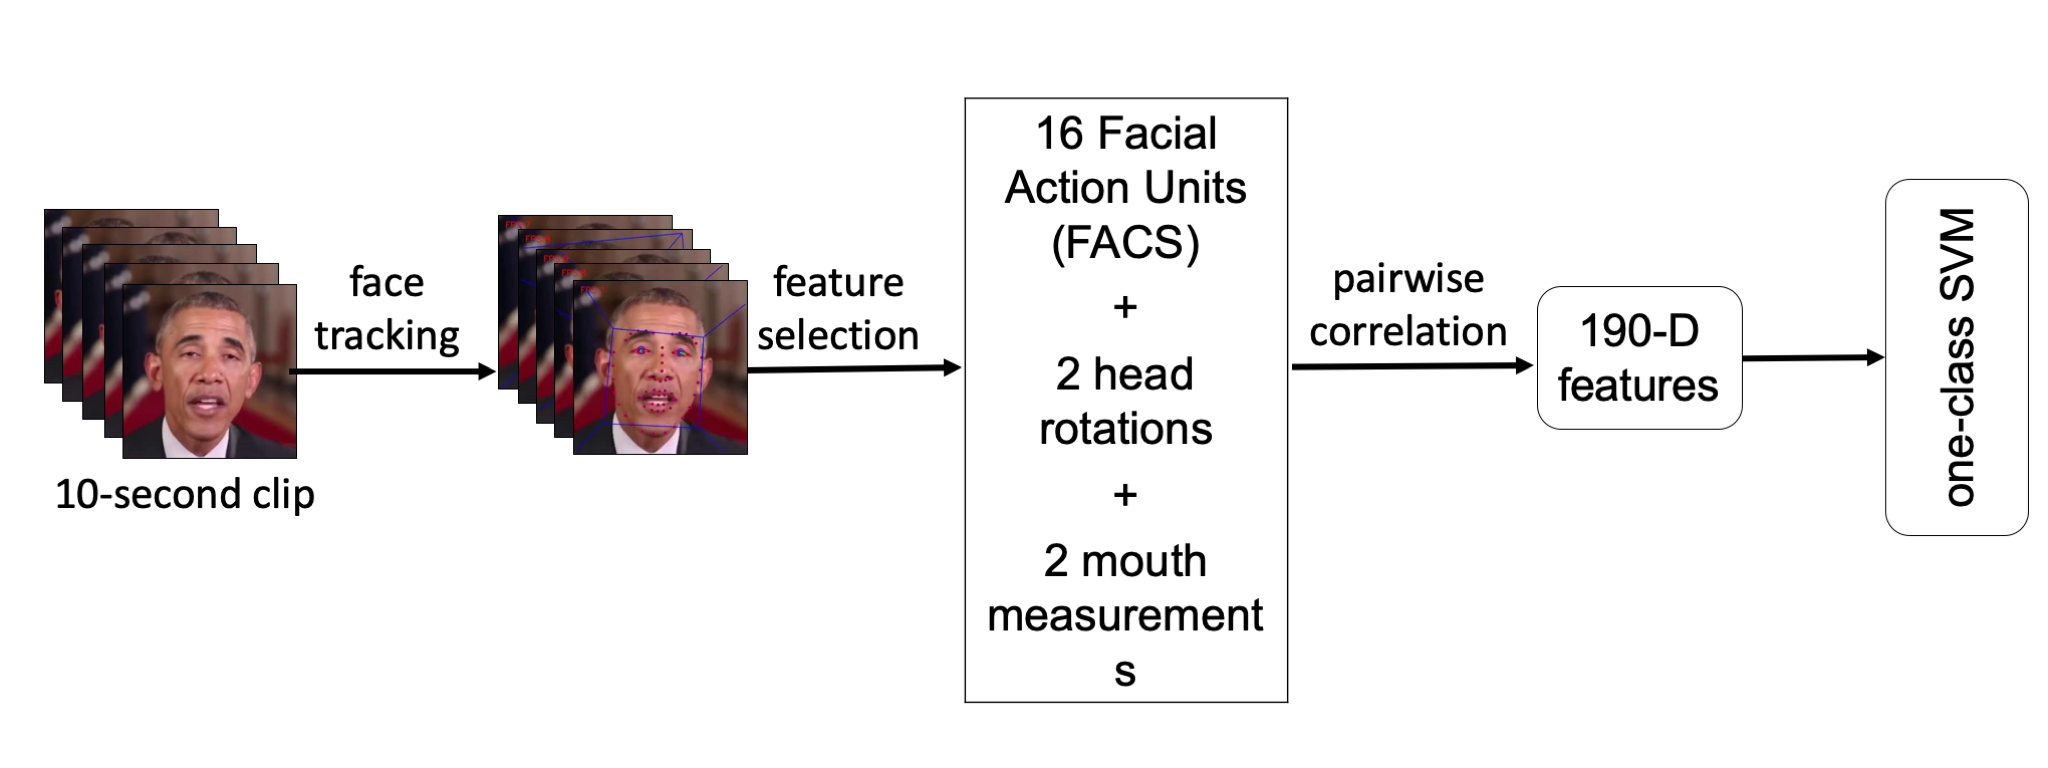 10-second clip
face
tracking
feature
selection
16 Facial
Action Units
(FACS)
+
2 head
rotations
+
2 mouth
measurement
s
pairwise
correlation
190-D
features
one-class SVM